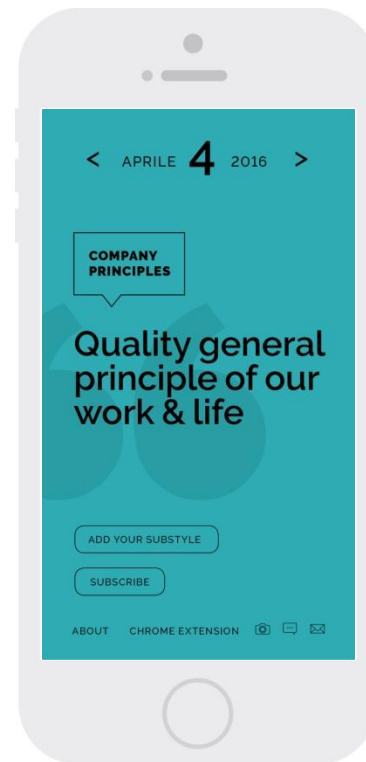 < APRILE 4 2016 >
COMPANY
PRINCIPLES
Quality general
principle of our
work & life
ADD YOUR SUBSTYLE
SUBSCRIBE
ABOUT CHROME EXTENSION